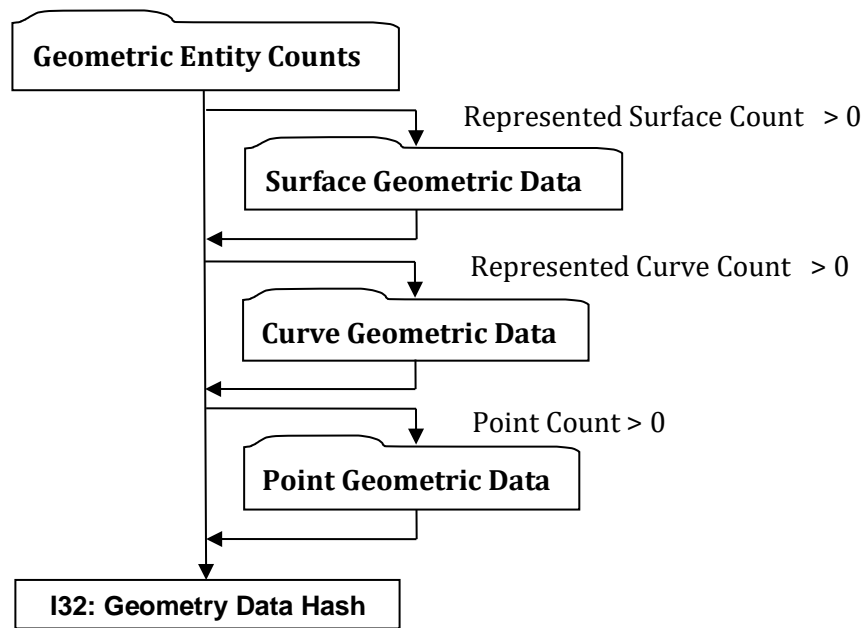 Geometric Entity Counts
Represented Surface Count > 0
Surface Geometric Data
Represented Curve Count > 0
Curve Geometric Data
Point Count > 0
Point Geometric Data
I32: Geometry Data Hash